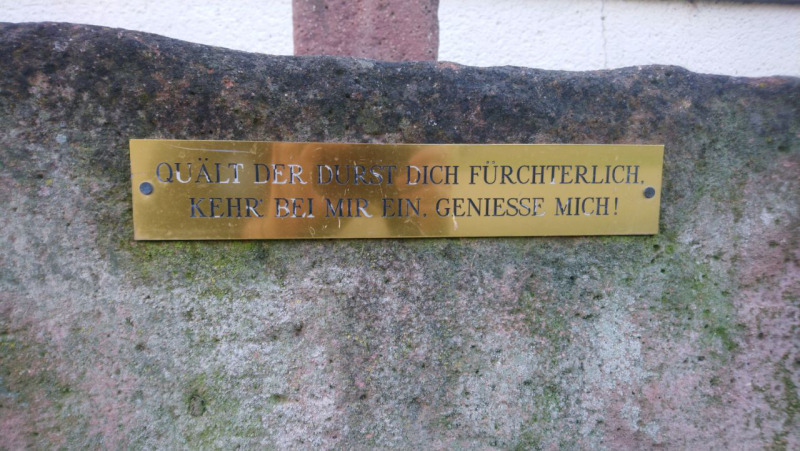 QUÄLT DER DURST DICH FÜRCHTERLICH,
KEHR BEI MIR EIN, GENIESSE MICH!